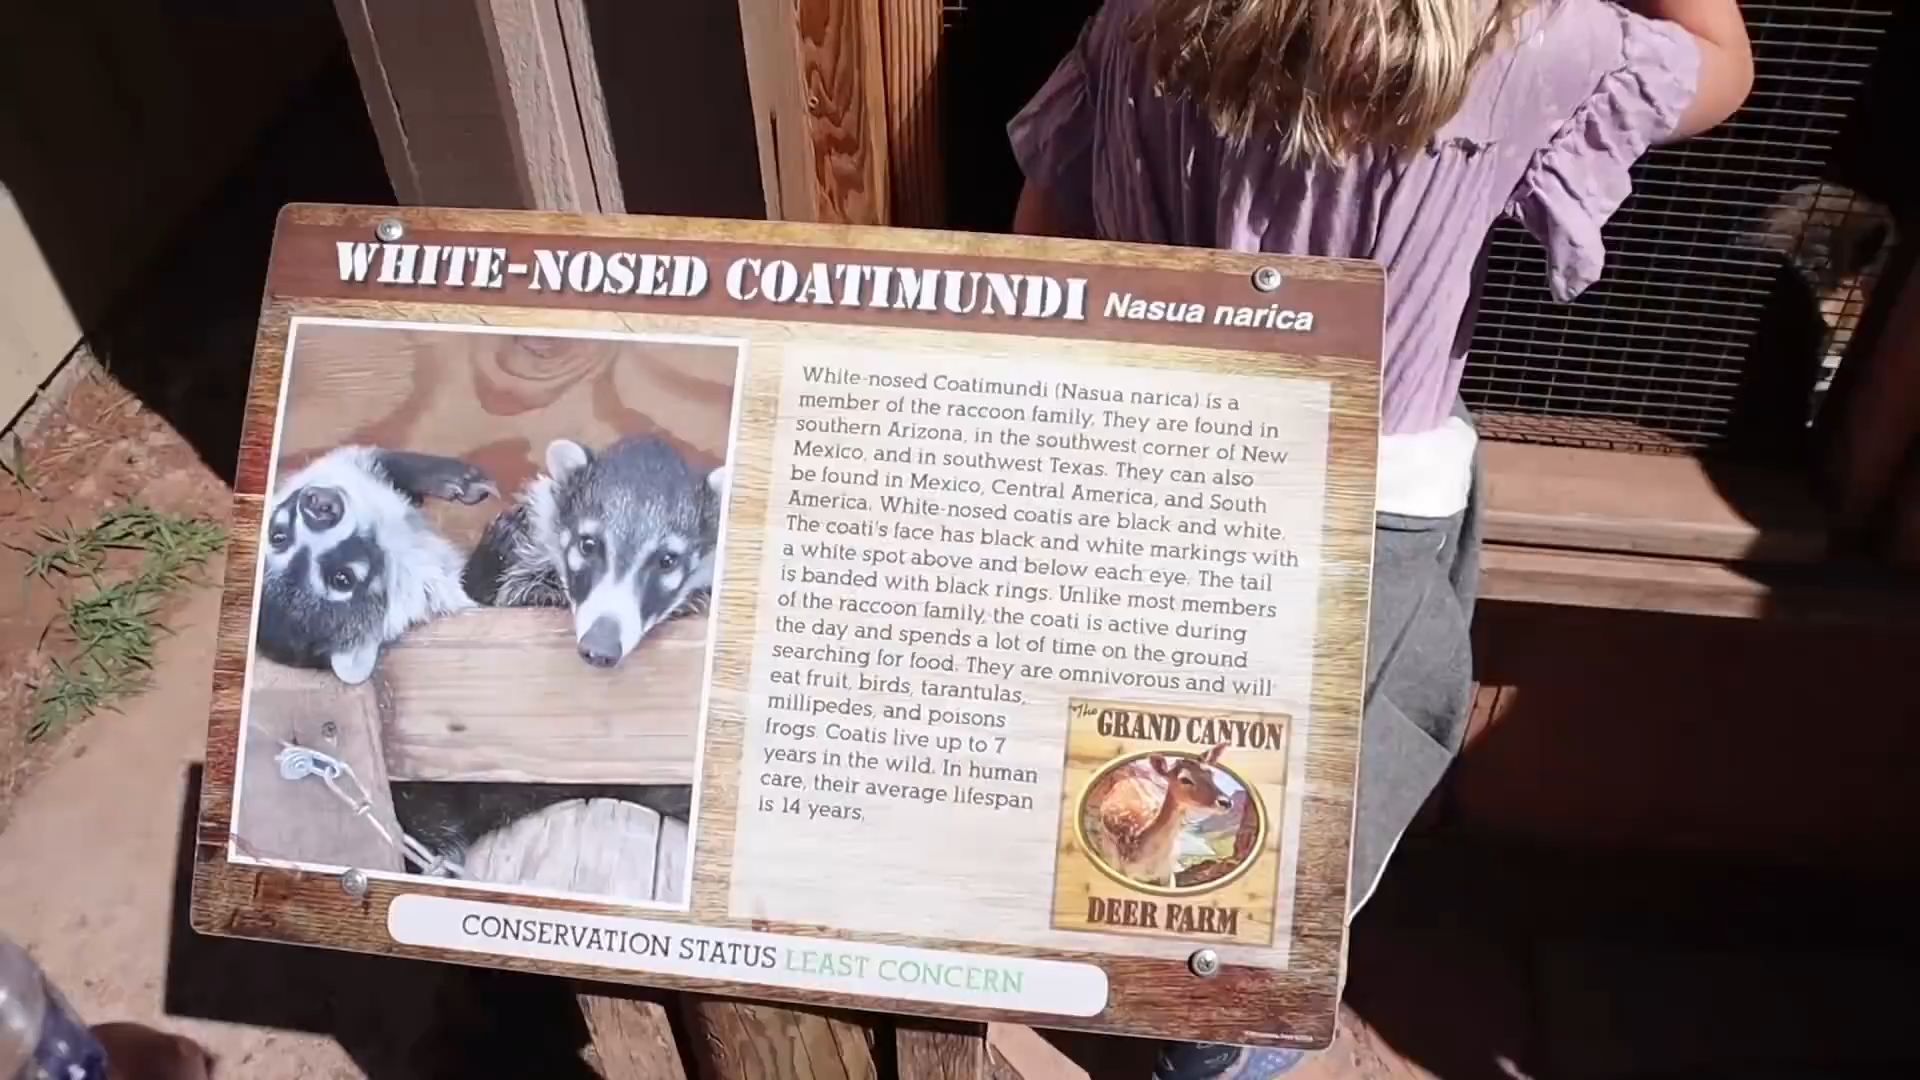 WHITE-NOSED COATIMUNDI Nasua narica
White-nosed Coatimundi (Nasua narica) is a
member of the raccoon family. They are found in
southern Arizona, in the southwest corner of New
Mexico, and in southwest Texas. They can also
be found in Mexico, Central America, and South
America. White-nosed coatis are black and white.
The coati's face has black and white markings with
a white spot above and below each eye. The tail
is banded with black rings. Unlike most members
of the raccoon family, the coati is active during
the day and spends a lot of time on the ground
searching for food. They are omnivorous and will
eat fruit, birds, tarantulas,
millipedes, and poisons
frogs. Coatis live up to 7
years in the wild. In human
care, their average lifespan
is 14 years.
The
GRAND CANYON
DEER FARM
CONSERVATION STATUS LEAST CONCERN